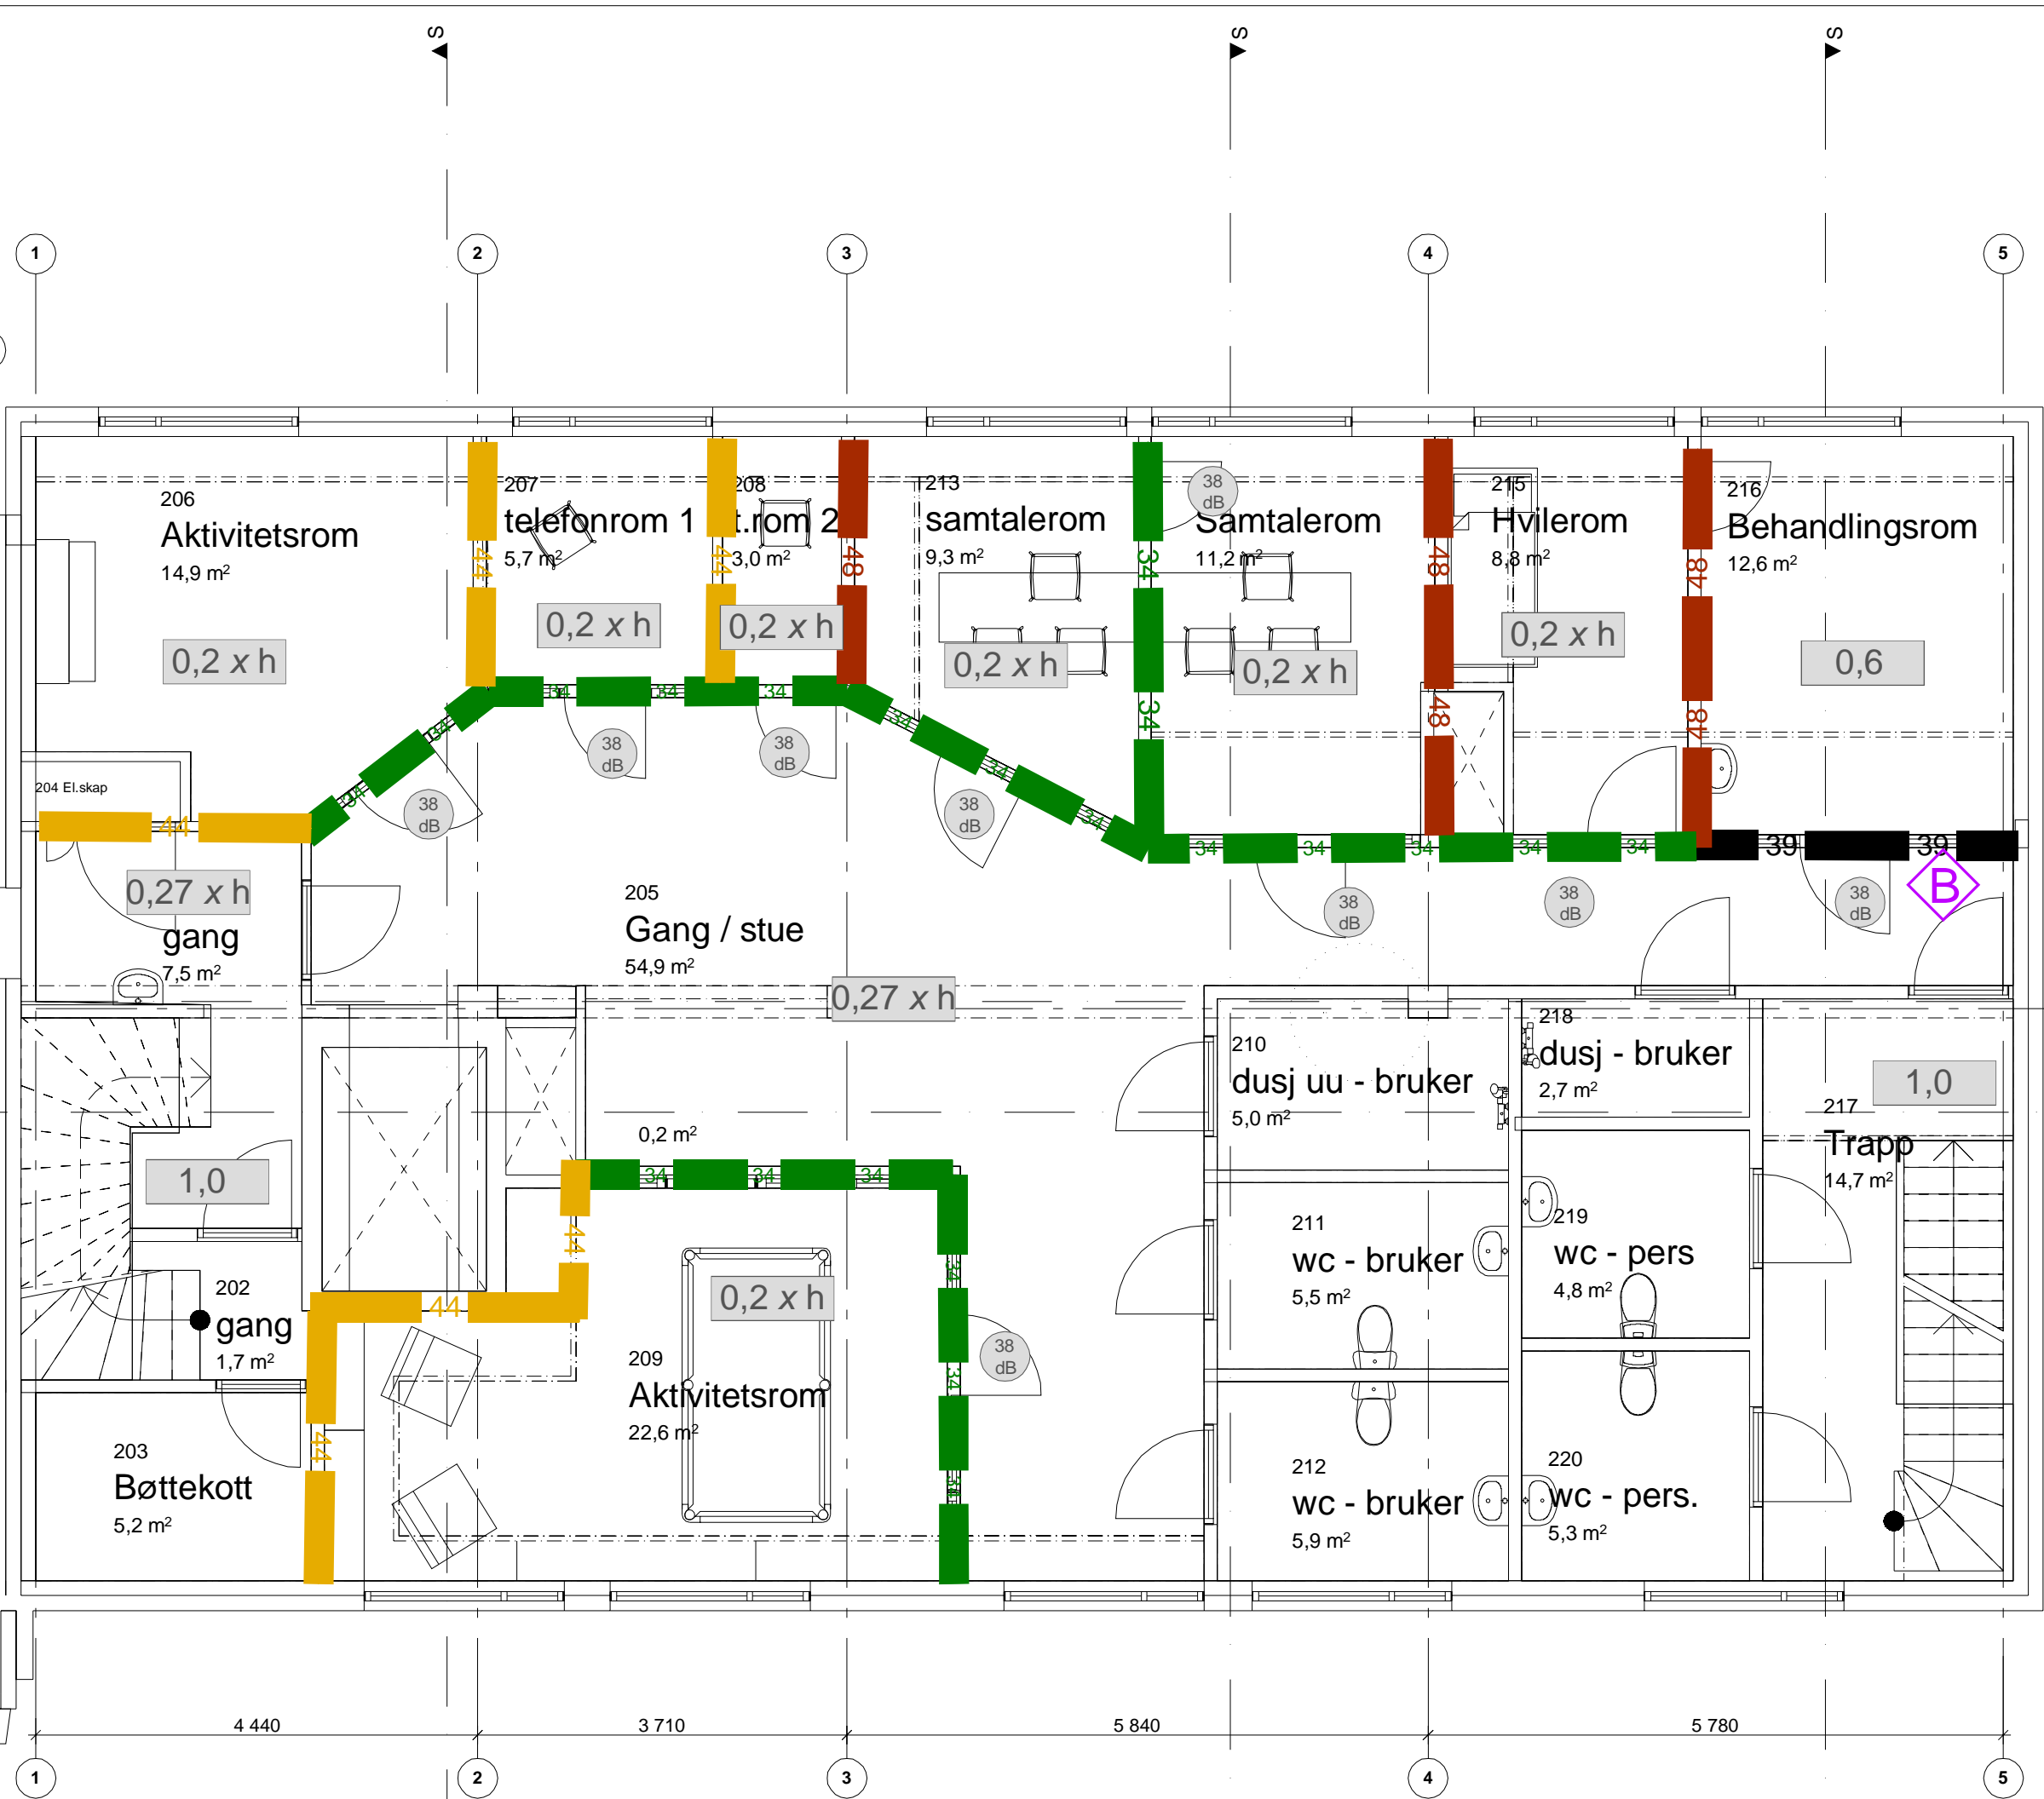 S
S
S
1
2
3
4
5
206
Aktivitetsrom
14,9 m²
0,2 x h
207
telefonrom 1
5,7 m²
0,2 x h
208
t.rom 2
3,0 m²
0,2 x h
213
samtalerom
9,3 m²
0,2 x h
38
dB
Samtalerom
11,2 m²
0,2 x h
215
Hvilerom
8,8 m²
0,2 x h
216
Behandlingsrom
12,6 m²
0,6
44
44
48
34
34
48
48
48
48
34
34
34
34
34
34
34
34
34
34
34
34
34
34
39
39
B
38
dB
38
dB
38
dB
38
dB
38
dB
38
dB
38
dB
204 El.skap
44
0,27 x h
gang
7,5 m²
205
Gang / stue
54,9 m²
0,27 x h
210
dusj uu - bruker
5,0 m²
218
dusj - bruker
2,7 m²
1,0
217
Trapp
14,7 m²
0,2 m²
34
34
34
1,0
44
44
44
34
34
34
0,2 x h
38
dB
202
gang
1,7 m²
211
wc - bruker
5,5 m²
219
wc - pers
4,8 m²
209
Aktivitetsrom
22,6 m²
203
Bøttekott
5,2 m²
212
wc - bruker
5,9 m²
220
wc - pers.
5,3 m²
4 440
3 710
5 840
5 780
1
2
3
4
5